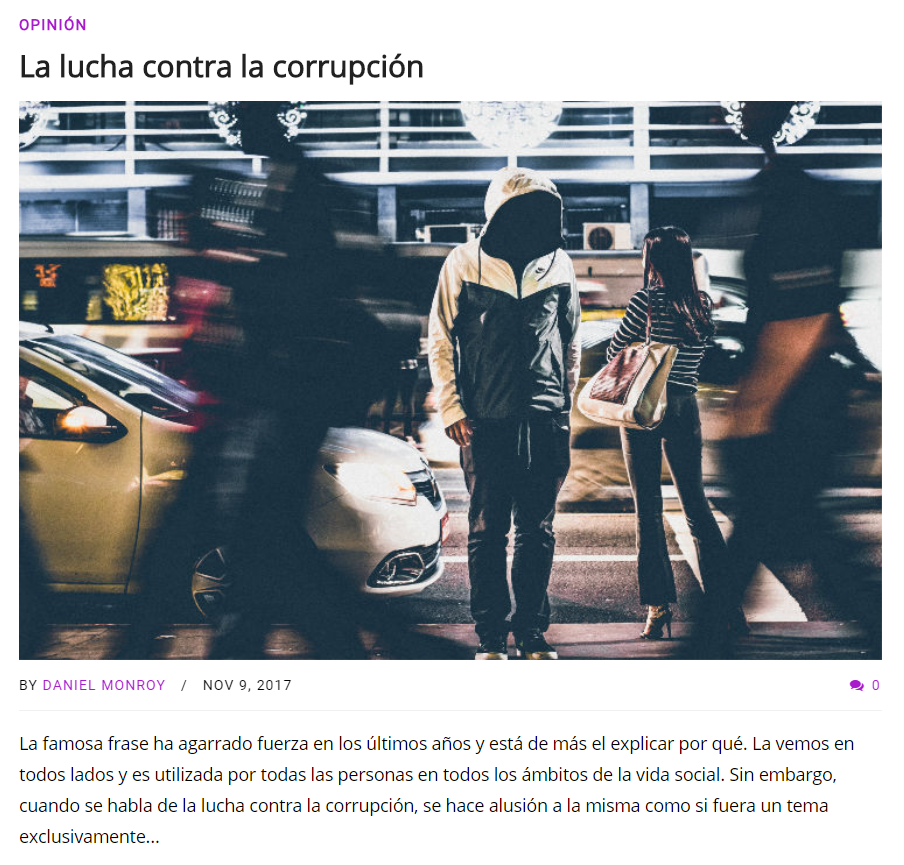 OPINIÓN
La lucha contra la corrupción
BY DANIEL MONROY / NOV 9, 2017
0
La famosa frase ha agarrado fuerza en los últimos años y está de más el explicar por qué. La vemos en
todos lados y es utilizada por todas las personas en todos los ámbitos de la vida social. Sin embargo,
cuando se habla de la lucha contra la corrupción, se hace alusión a la misma como si fuera un tema
exclusivamente...